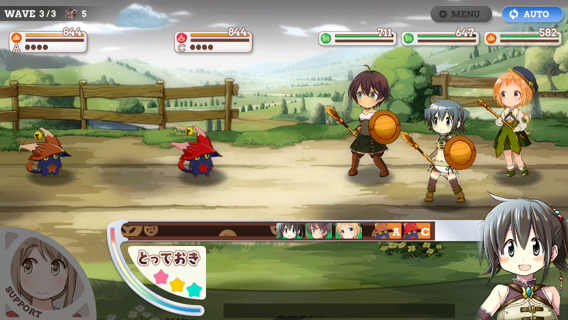 WAVE 3/3 5
MENU
AUTO
844
A
844
C
711
647
582
A
C
とっておき
SUPPORT